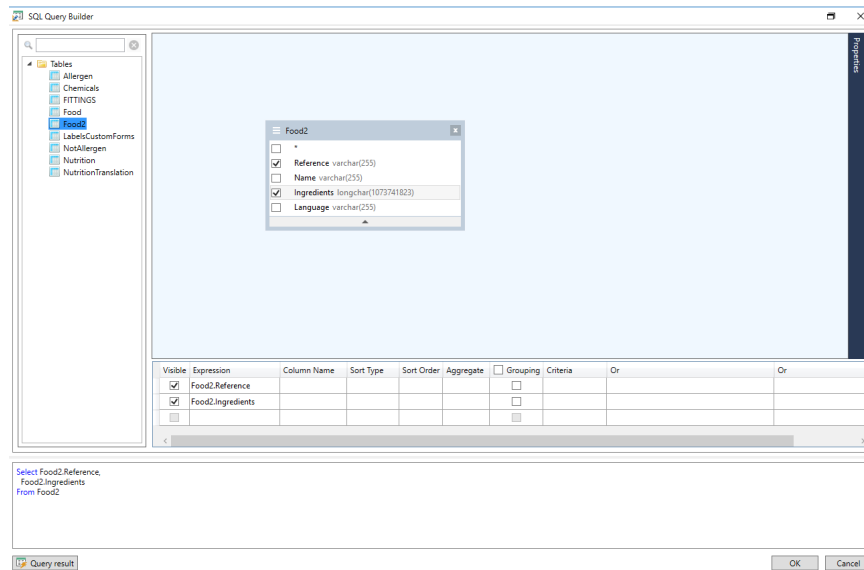 SQL Query Builder
Properties
Tables
Allergen
Chemicals
FITTINGS
Food
Food2
LabelsCustomForms
NotAllergen
Nutrition
NutritionTranslation
Food2
*
Reference varchar(255)
Name varchar(255)
Ingredients longchar(1073741823)
Language varchar(255)
Visible Expression Column Name Sort Type Sort Order Aggregate Grouping Criteria Or Or
Food2.Reference
Food2.Ingredients
Select Food2.Reference,
Food2.Ingredients
From Food2
Query result OK Cancel